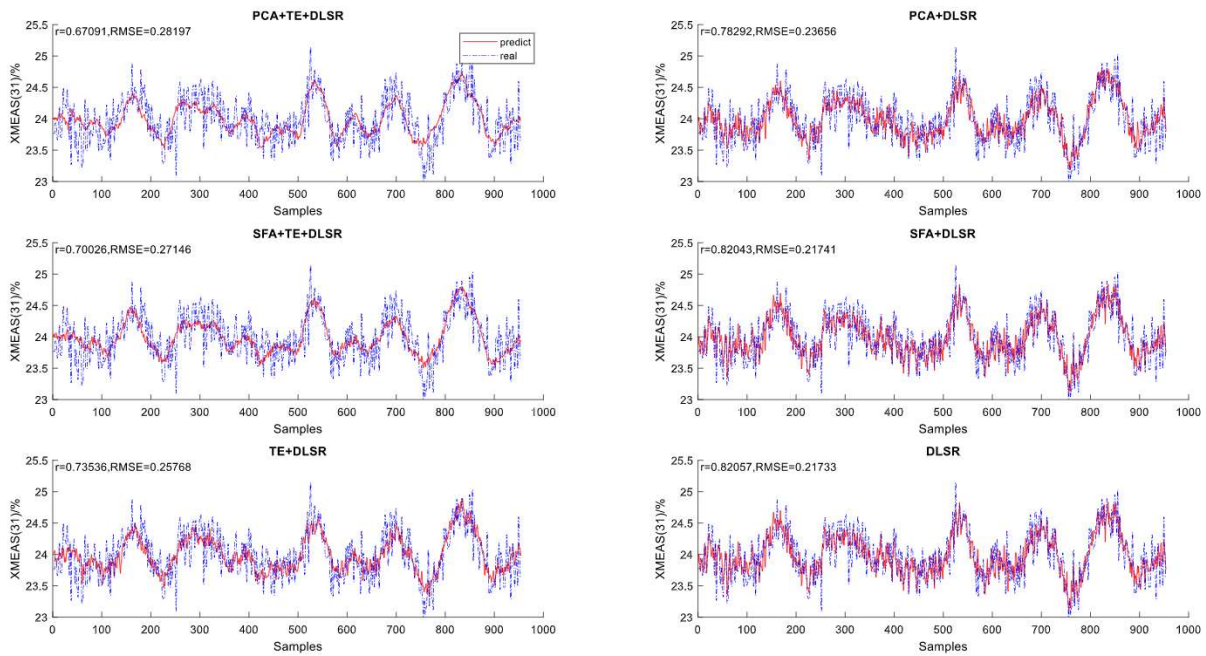 PCA+TE+DLSR
r=0.67091,RMSE=0.28197
predict
real
25.5
25
24.5
24
23.5
23
XMEAS(31)/%
0 100 200 300 400 500 600 700 800 900 1000
Samples
PCA+DLSR
r=0.78292,RMSE=0.23656
25.5
25
24.5
24
23.5
23
XMEAS(31)/%
0 100 200 300 400 500 600 700 800 900 1000
Samples
SFA+TE+DLSR
r=0.70026,RMSE=0.27146
25.5
25
24.5
24
23.5
23
XMEAS(31)/%
0 100 200 300 400 500 600 700 800 900 1000
Samples
SFA+DLSR
r=0.82043,RMSE=0.21741
25.5
25
24.5
24
23.5
23
XMEAS(31)/%
0 100 200 300 400 500 600 700 800 900 1000
Samples
TE+DLSR
r=0.73536,RMSE=0.25768
25.5
25
24.5
24
23.5
23
XMEAS(31)/%
0 100 200 300 400 500 600 700 800 900 1000
Samples
DLSR
r=0.82057,RMSE=0.21733
25.5
25
24.5
24
23.5
23
XMEAS(31)/%
0 100 200 300 400 500 600 700 800 900 1000
Samples